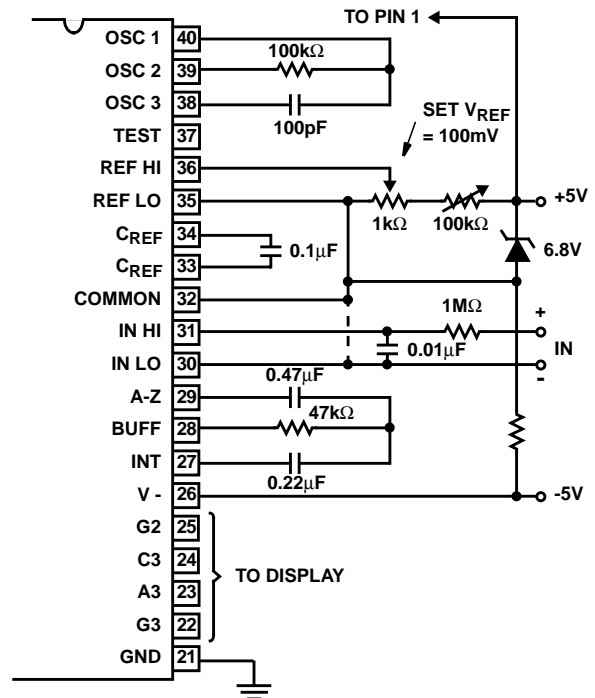 TO PIN 1
OSC 1 40
100kΩ
OSC 2 39
OSC 3 38
100pF
SET VREF
= 100mV
TEST 37
REF HI 36
REF LO 35
+5V
1kΩ
100kΩ
CREF 34
0.1µF
6.8V
CREF 33
COMMON 32
1MΩ
+
IN HI 31
0.01µF
IN
IN LO 30
-
0.47µF
A-Z 29
47kΩ
BUFF 28
INT 27
0.22µF
V - 26
-5V
G2 25
C3 24
TO DISPLAY
A3 23
G3 22
GND 21